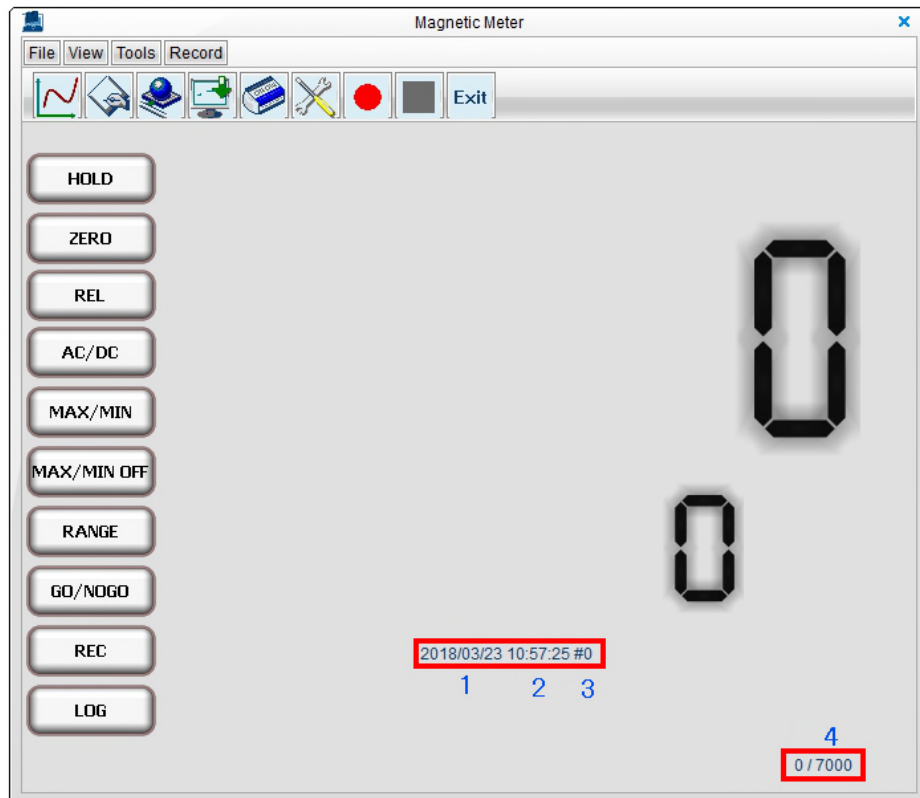 Magnetic Meter
File View Tools Record
Exit
HOLD
ZERO
REL
AC/DC
MAX/MIN
MAX/MIN OFF
RANGE
GO/NOGO
REC
LOG
0
0
2018/03/23 10:57:25 #0
1 2 3
4
0 / 7000